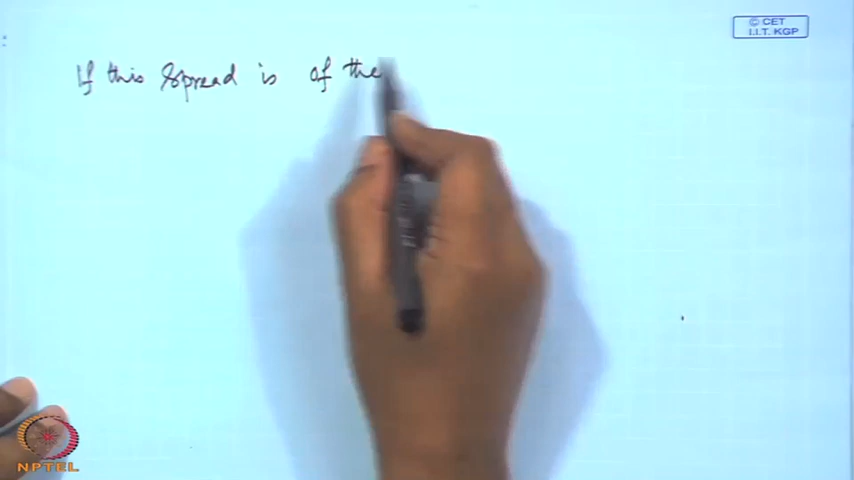 © CET
I.I.T. KGP
If this spread is of the
NPTEL